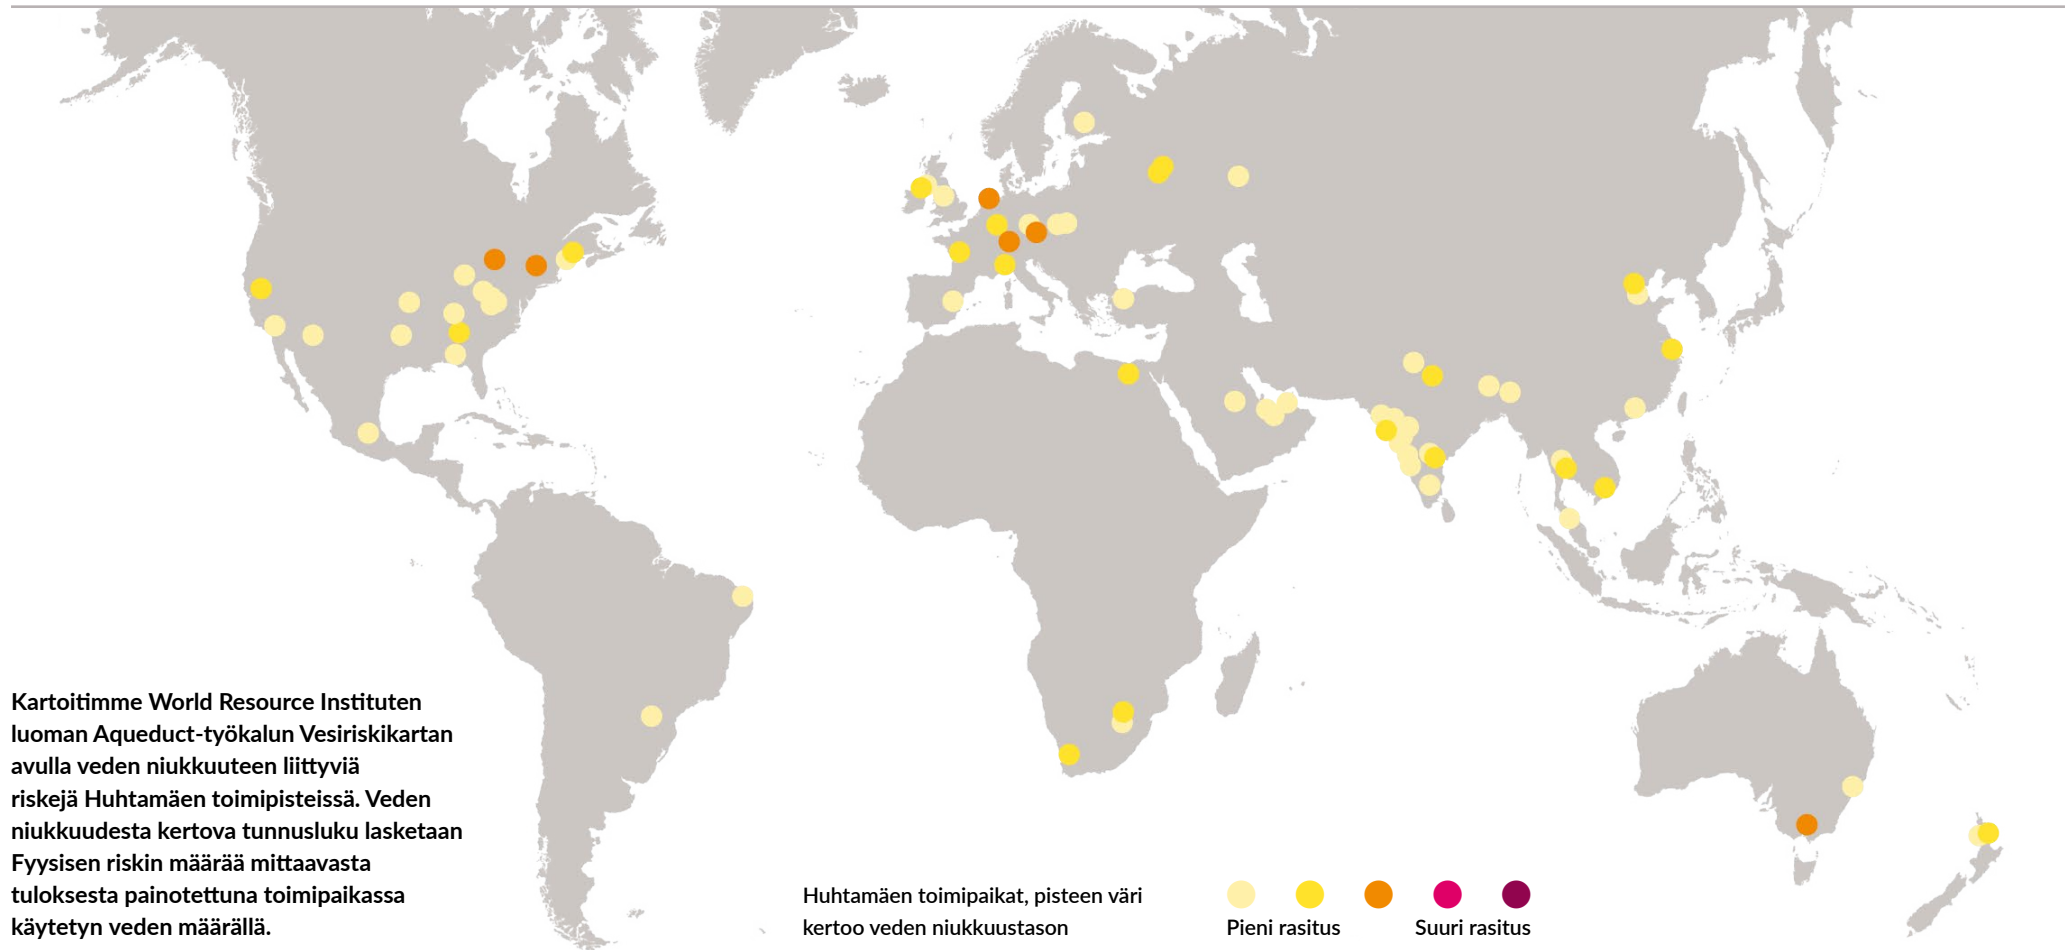 Kartoitimme World Resource Instituten
luoman Aqueduct-työkalun Vesiriskikartan
avulla veden niukkuuteen liittyviä
riskejä Huhtamäen toimipisteissä. Veden
niukkuudesta kertova tunnusluku lasketaan
Fyysisen riskin määrää mittaavasta
tuloksesta painotettuna toimipaikassa
käytetyn veden määrällä.
Huhtamäen toimipaikat, pisteen väri
kertoo veden niukkuustason
Pieni rasitus
Suuri rasitus